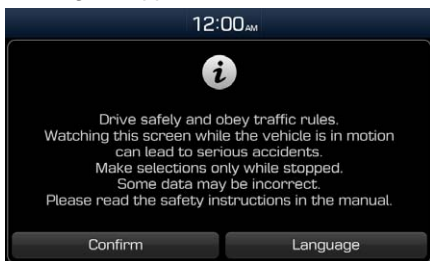 12:00AM
i
Drive safely and obey traffic rules.
Watching this screen while the vehicle is in motion
can lead to serious accidents.
Make selections only while stopped.
Some data may be incorrect.
Please read the safety instructions in the manual.
Confirm
Language